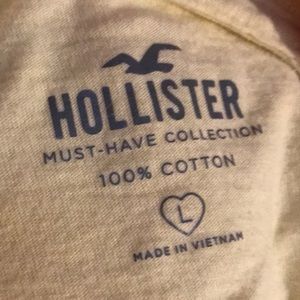 HOLLISTER
MUST-HAVE COLLECTION
100% COTTON
L
MADE IN VIETNAM